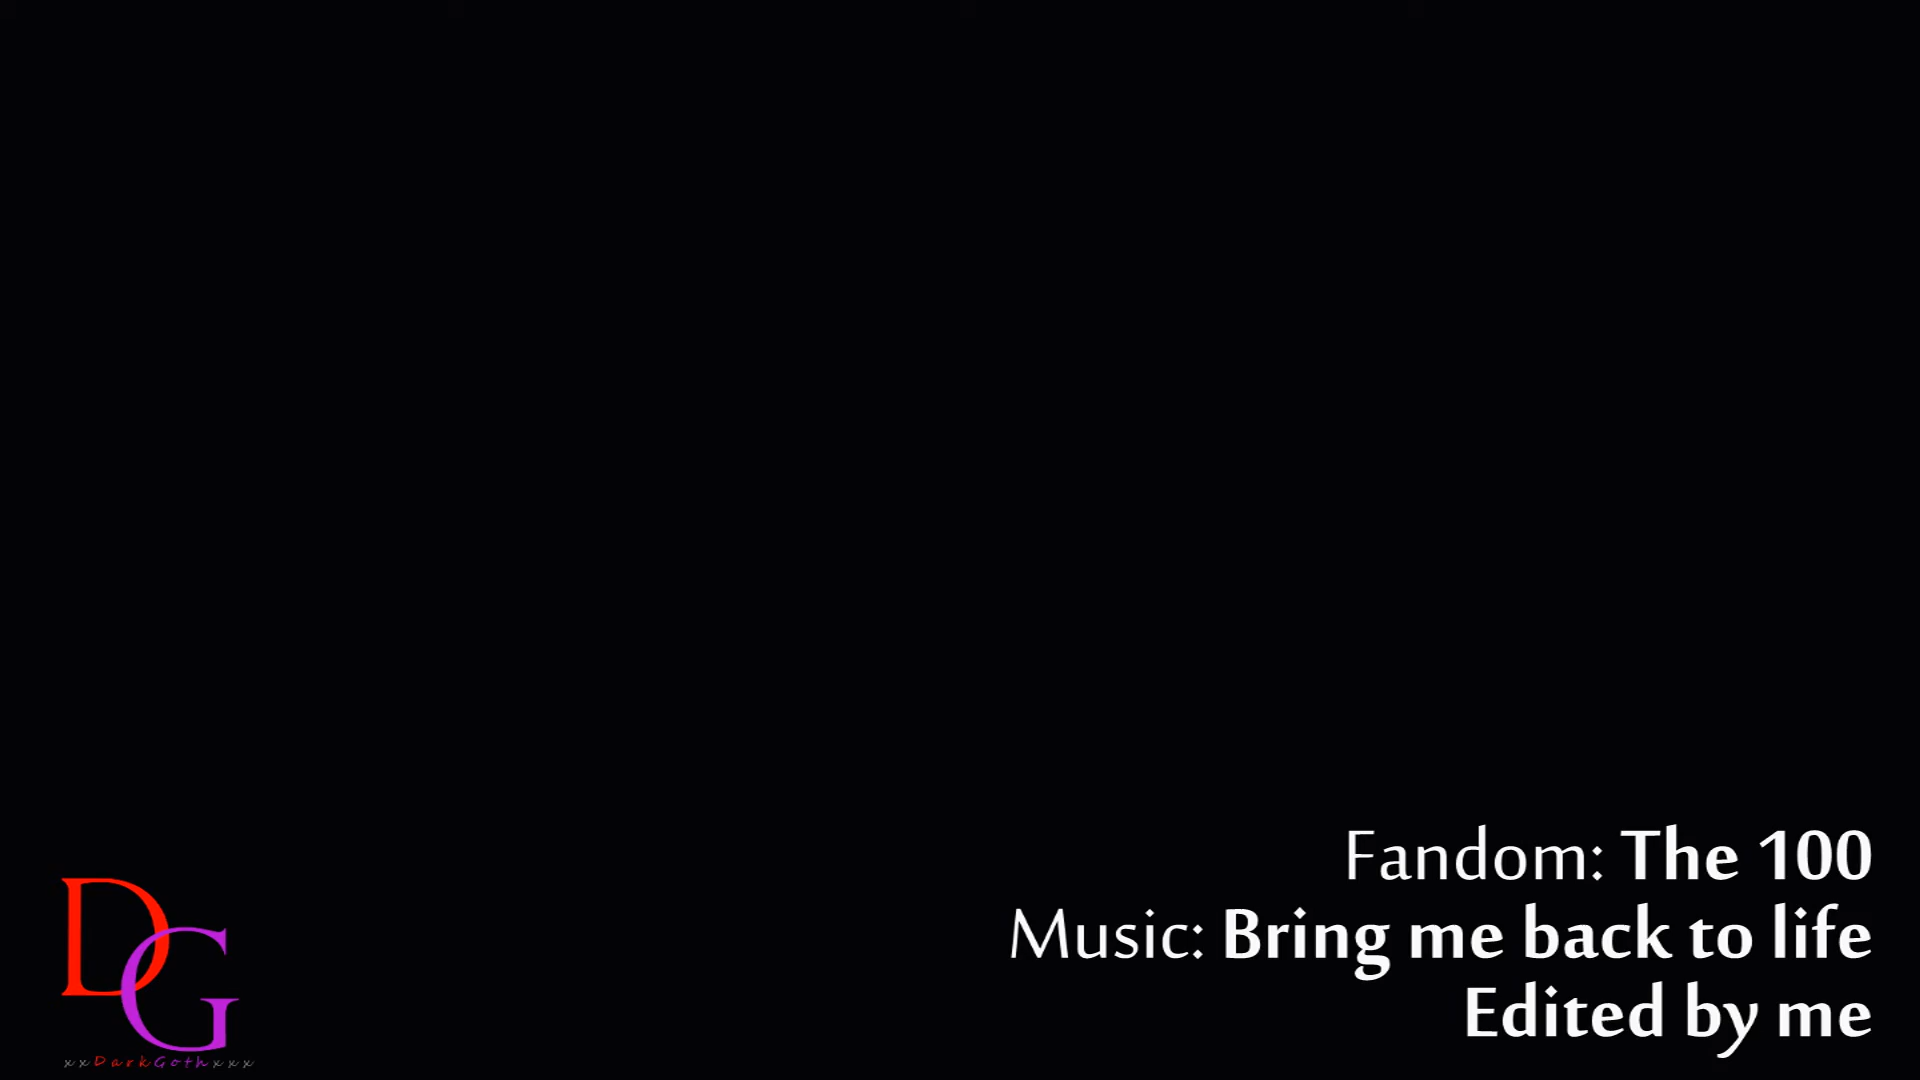 Fandom: The 100
Music: Bring me back to life
Edited by me
DG
xxDarkGothxxx